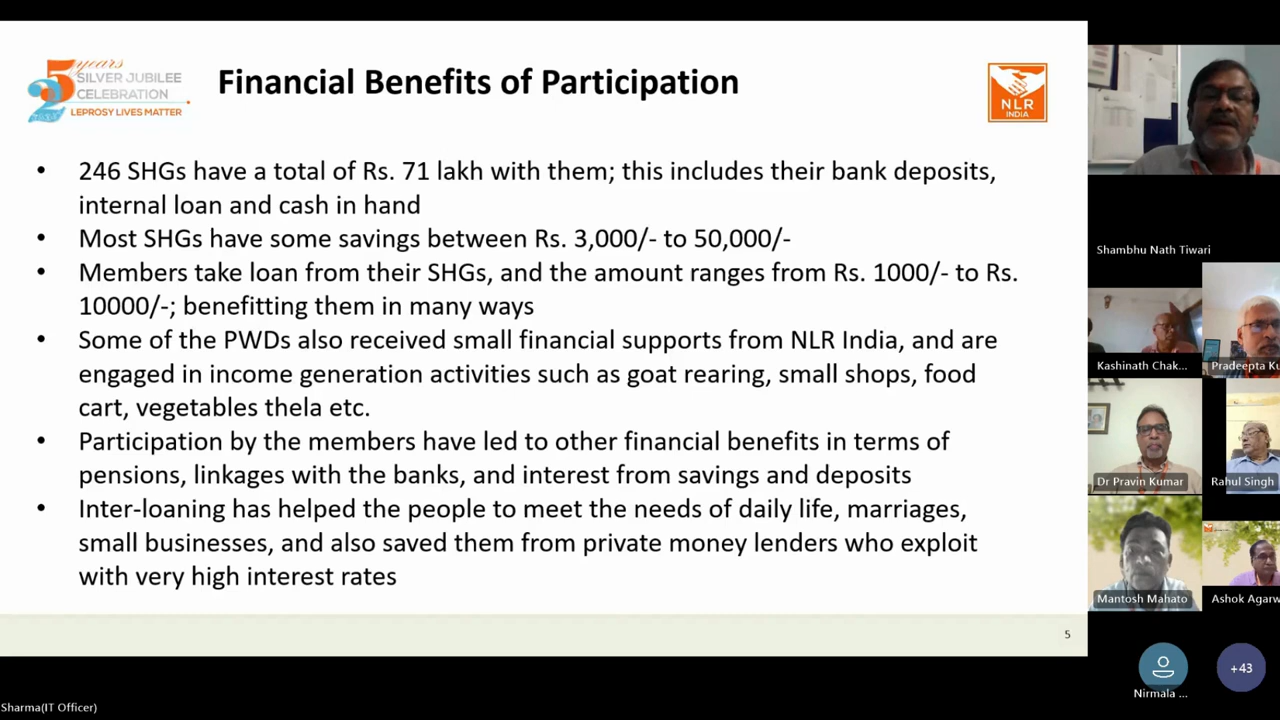 25 years
SILVER JUBILEE
CELEBRATION
LEPROSY LIVES MATTER
Financial Benefits of Participation
NLR
INDIA
• 246 SHGs have a total of Rs. 71 lakh with them; this includes their bank deposits,
internal loan and cash in hand
• Most SHGs have some savings between Rs. 3,000/- to 50,000/-
• Members take loan from their SHGs, and the amount ranges from Rs. 1000/- to Rs.
10000/-; benefitting them in many ways
• Some of the PWDs also received small financial supports from NLR India, and are
engaged in income generation activities such as goat rearing, small shops, food
cart, vegetables thela etc.
• Participation by the members have led to other financial benefits in terms of
pensions, linkages with the banks, and interest from savings and deposits
• Inter-loaning has helped the people to meet the needs of daily life, marriages,
small businesses, and also saved them from private money lenders who exploit
with very high interest rates
5
Shambhu Nath Tiwari
Kashinath Chak...
Pradeepta Ku
Dr Pravin Kumar
Rahul Singh
Mantosh Mahato
Ashok Agarw
Nirmala ...
+43
Sharma(IT Officer)